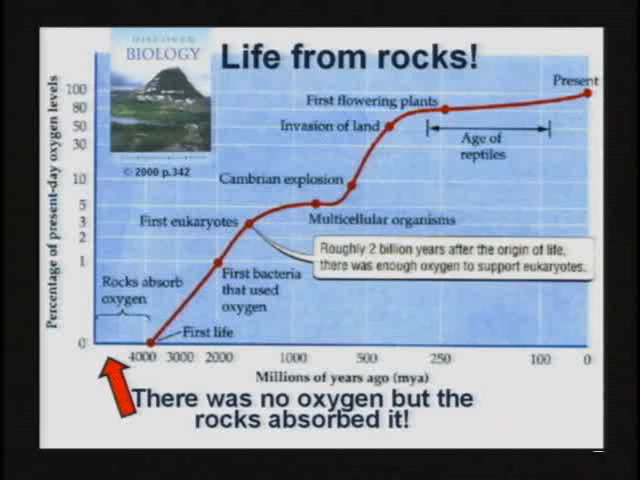 DISCOVER
BIOLOGY
Life from rocks!
© 2000 p.342
Percentage of present-day oxygen levels
100
80
50
30
10
5
3
2
1
0
Present
First flowering plants
Invasion of land
Age of
reptiles
Cambrian explosion
First eukaryotes
Multicellular organisms
Roughly 2 billion years after the origin of life,
there was enough oxygen to support eukaryotes.
Rocks absorb
oxygen
First bacteria
that used
oxygen
First life
4000 3000 2000 1000 500 250 100 0
Millions of years ago (mya)
There was no oxygen but the
rocks absorbed it!